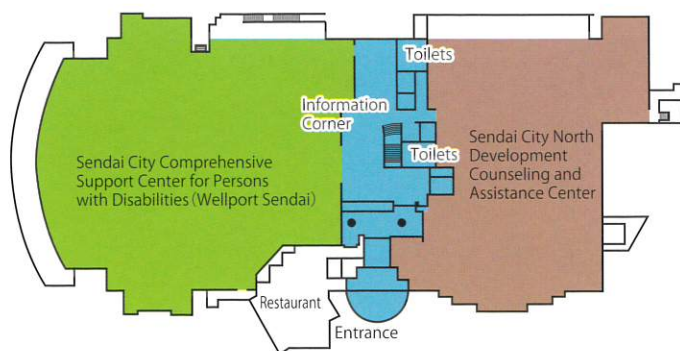 Toilets
Information
Corner
Toilets
Sendai City Comprehensive
Support Center for Persons
with Disabilities (Wellport Sendai)
Sendai City North
Development
Counseling and
Assistance Center
Restaurant
Entrance